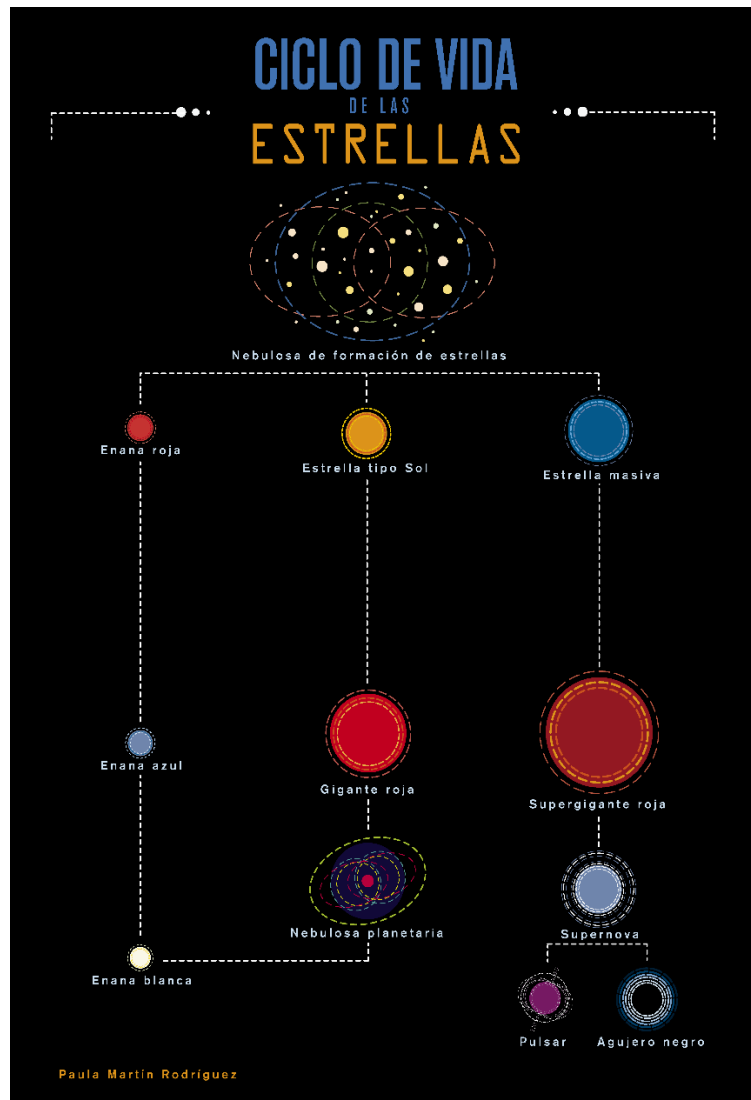 CICLO DE VIDA
DE LAS
ESTRELLAS
Nebulosa de formación de estrellas
Enana roja
Estrella tipo Sol
Estrella masiva
Enana azul
Gigante roja
Supergigante roja
Nebulosa planetaria
Supernova
Enana blanca
Pulsar
Agujero negro
Paula Martín Rodríguez